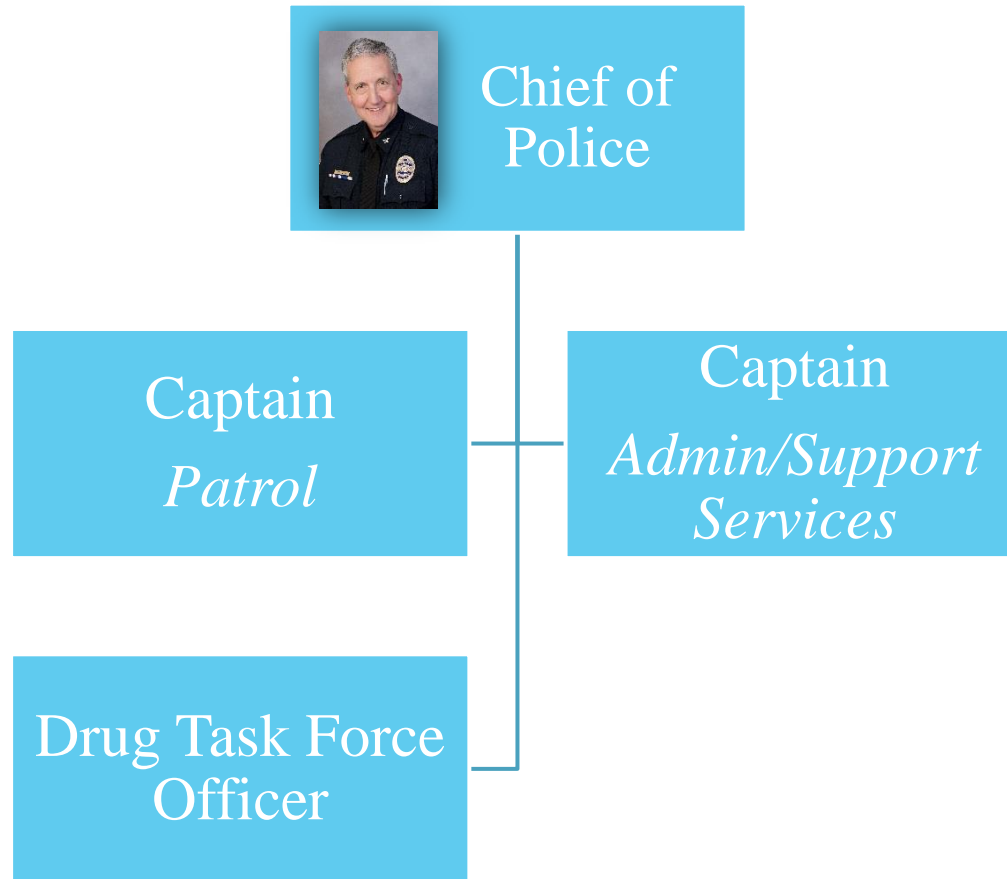 Chief of
Police
Captain
Patrol
Captain
Admin/Support
Services
Drug Task Force
Officer